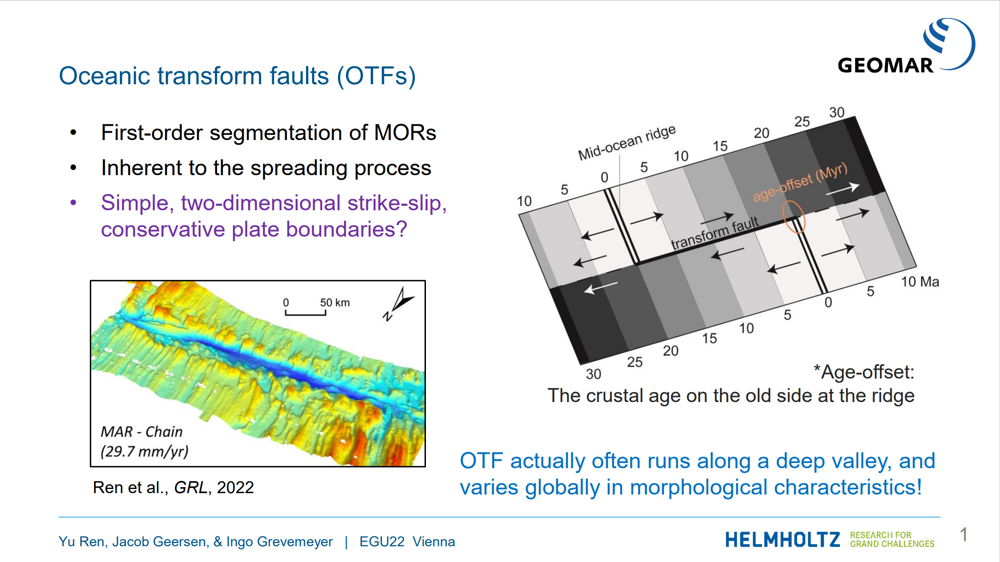 GEOMAR
Oceanic transform faults (OTFs)
• First-order segmentation of MORs
• Inherent to the spreading process
• Simple, two-dimensional strike-slip,
conservative plate boundaries?
0 50 km
N
MAR - Chain
(29.7 mm/yr)
Ren et al., GRL, 2022
Mid-ocean ridge
10 5 0 5 10 15 20 25 30
age-offset (Myr)
transform fault
30 25 20 15 10 5 0 5 10 Ma
*Age-offset:
The crustal age on the old side at the ridge
OTF actually often runs along a deep valley, and
varies globally in morphological characteristics!
Yu Ren, Jacob Geersen, & Ingo Grevemeyer | EGU22 Vienna
HELMHOLTZ
RESEARCH FOR
GRAND CHALLENGES
1